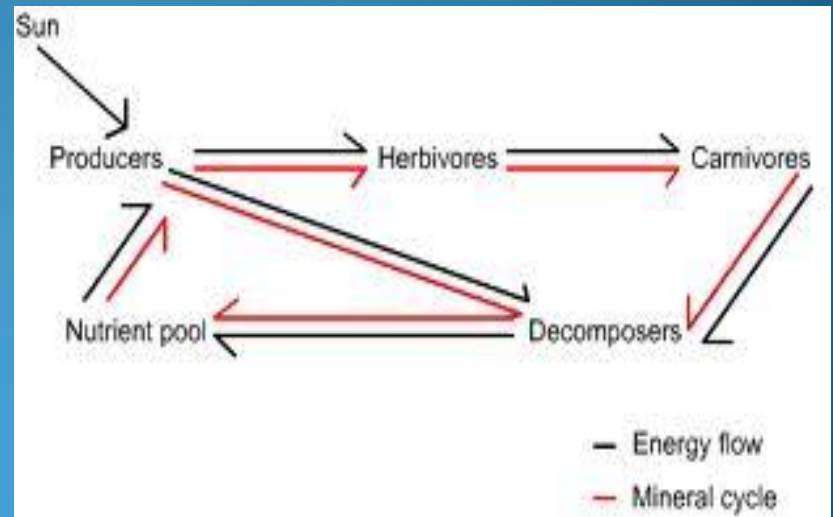 Sun
Producers
Herbivores
Carnivores
Nutrient pool
Decomposers
Energy flow
Mineral cycle